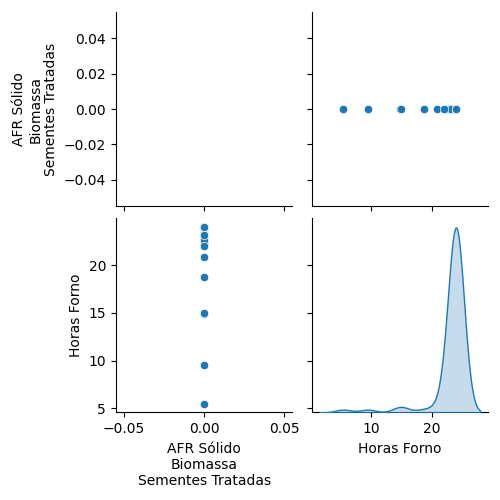 0.04
0.02
0.00
−0.02
−0.04
AFR Sólido
Biomassa
Sementes Tratadas
20
15
10
5
Horas Forno
−0.05
0.00
0.05
AFR Sólido
Biomassa
Sementes Tratadas
10
20
Horas Forno